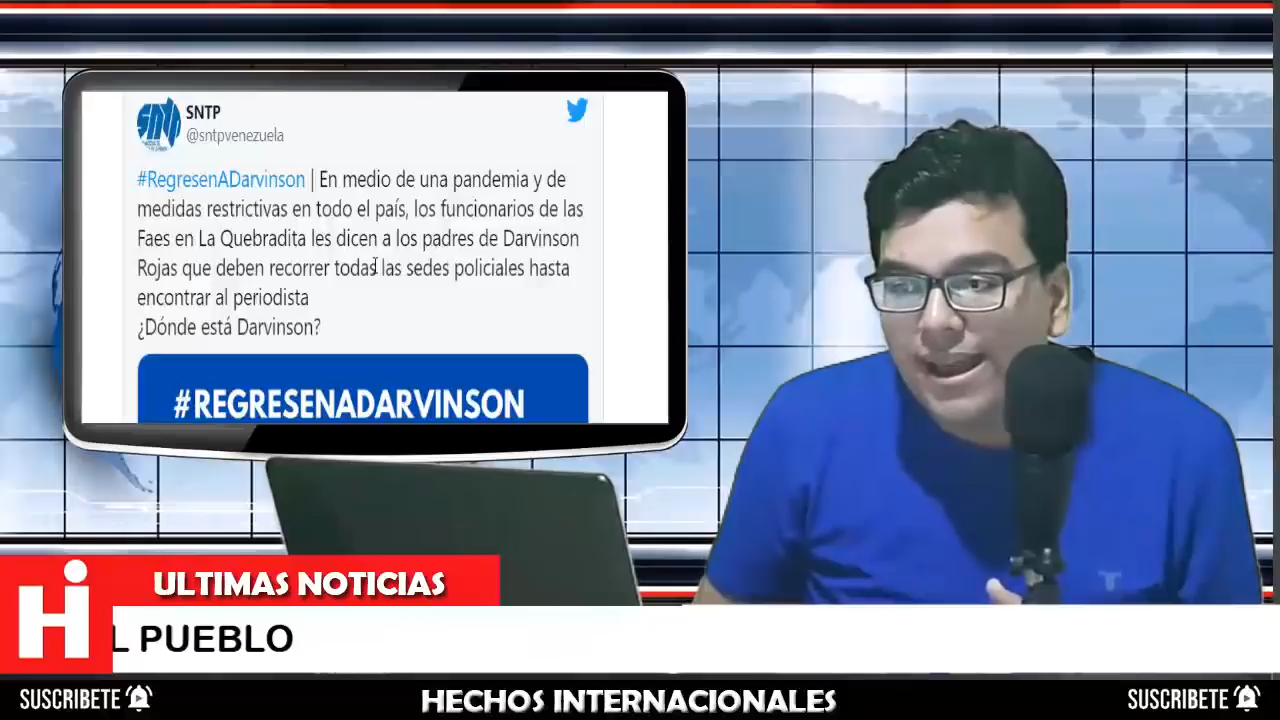 SNTP
@sntpvenezuela
#RegresenADarvinson | En medio de una pandemia y de
medidas restrictivas en todo el país, los funcionarios de las
Faes en La Quebradita les dicen a los padres de Darvinson
Rojas que deben recorrer todas las sedes policiales hasta
encontrar al periodista
¿Dónde está Darvinson?
#REGRESENADARVINSON
ULTIMAS NOTICIAS
Hi
L PUEBLO
SUSCRIBETE
HECHOS INTERNACIONALES
SUSCRIBETE